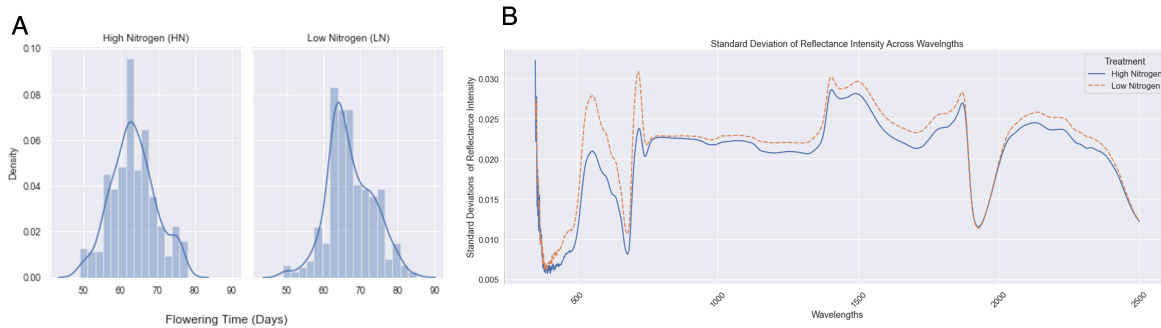 A
High Nitrogen (HN)
Low Nitrogen (LN)
0.10
0.08
0.06
0.04
0.02
0.00
Density
50 60 70 80 90
50 60 70 80 90
Flowering Time (Days)
B
Standard Deviation of Reflectance Intensity Across Wavelngths
Standard Deviations of Reflectance Intensity
0.030
0.025
0.020
0.015
0.010
0.005
500 1000 1500 2000 2500
Wavelengths
Treatment
High Nitrogen
Low Nitrogen